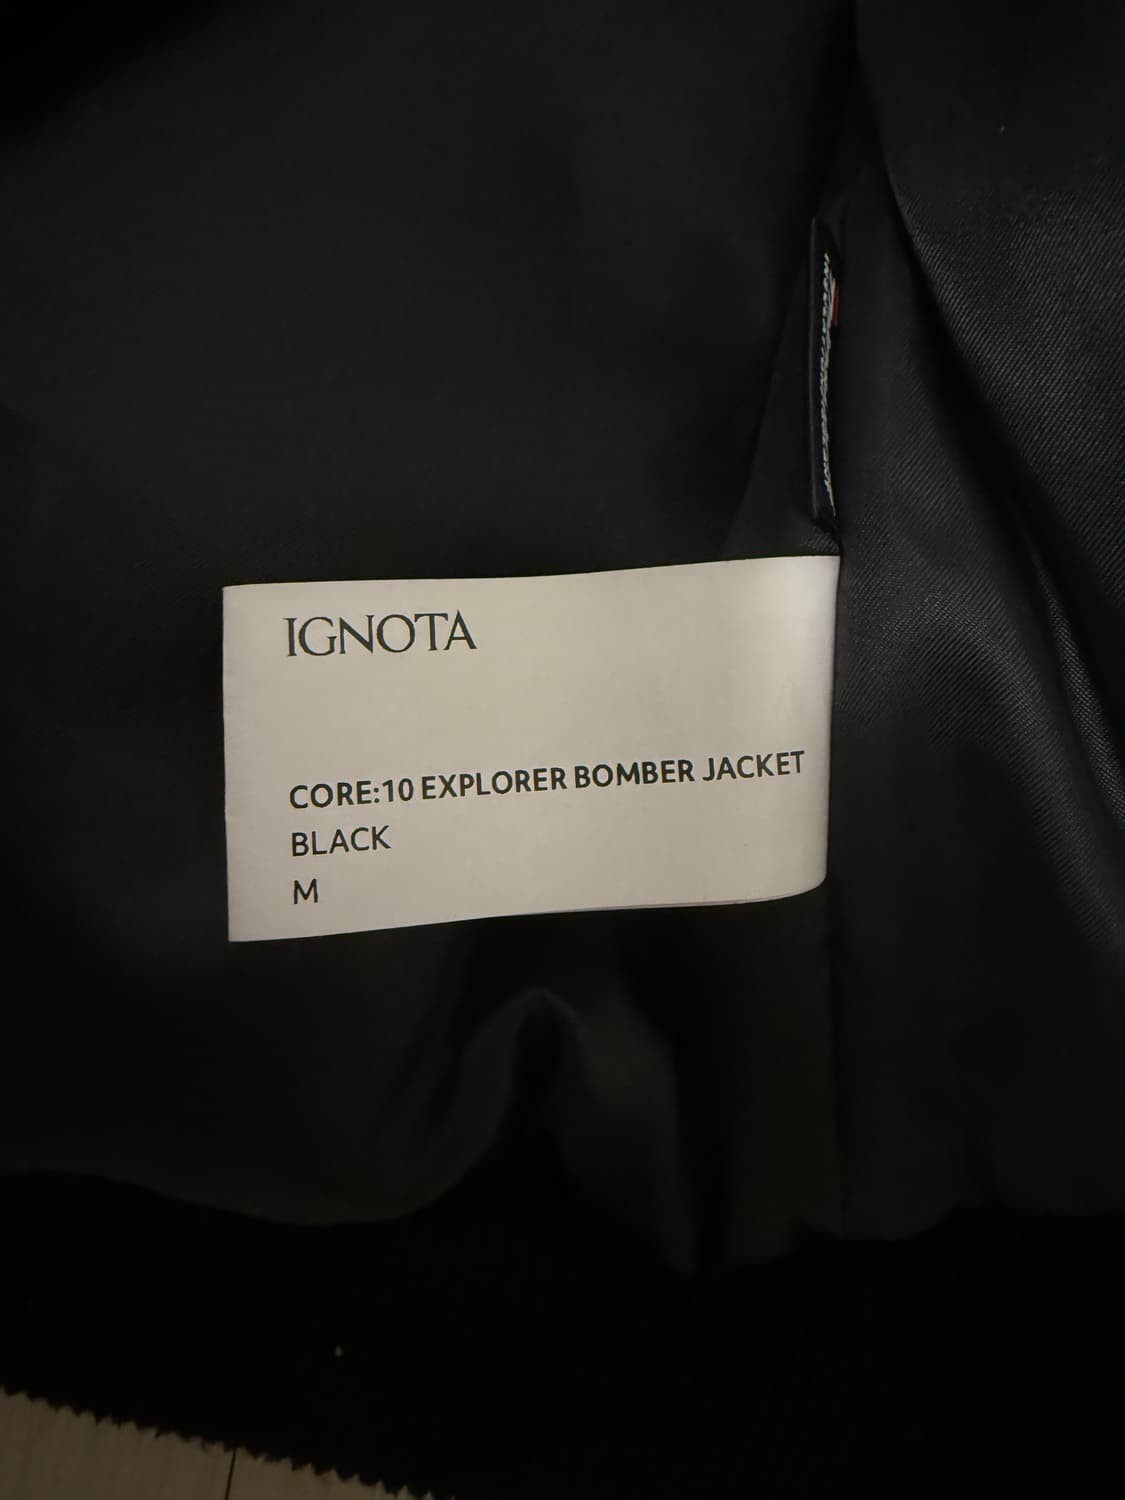 IGNOTA
CORE:10 EXPLORER BOMBER JACKET
BLACK
M